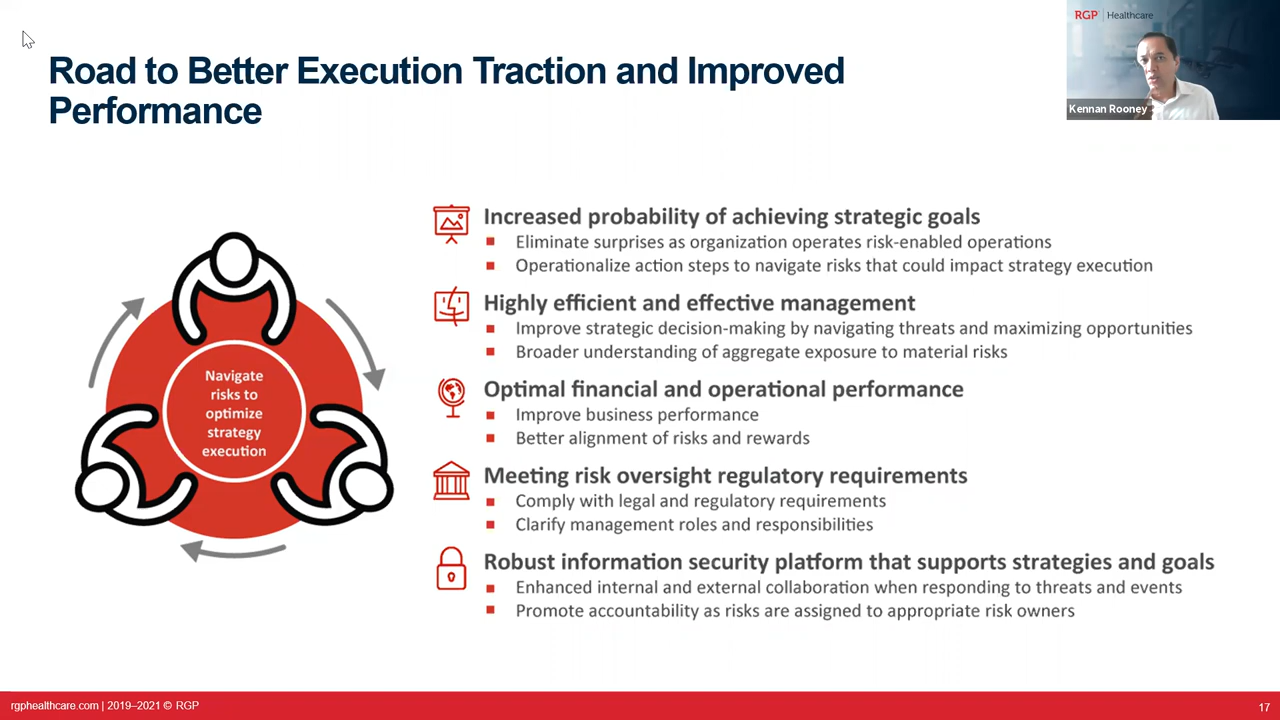 Road to Better Execution Traction and Improved
Performance
RGP | Healthcare
Kennan Rooney
Navigate
risks to
optimize
strategy
execution
Increased probability of achieving strategic goals
Eliminate surprises as organization operates risk-enabled operations
Operationalize action steps to navigate risks that could impact strategy execution
Highly efficient and effective management
Improve strategic decision-making by navigating threats and maximizing opportunities
Broader understanding of aggregate exposure to material risks
Optimal financial and operational performance
Improve business performance
Better alignment of risks and rewards
Meeting risk oversight regulatory requirements
Comply with legal and regulatory requirements
Clarify management roles and responsibilities
Robust information security platform that supports strategies and goals
Enhanced internal and external collaboration when responding to threats and events
Promote accountability as risks are assigned to appropriate risk owners
rgphealthcare.com | 2019–2021 © RGP
17